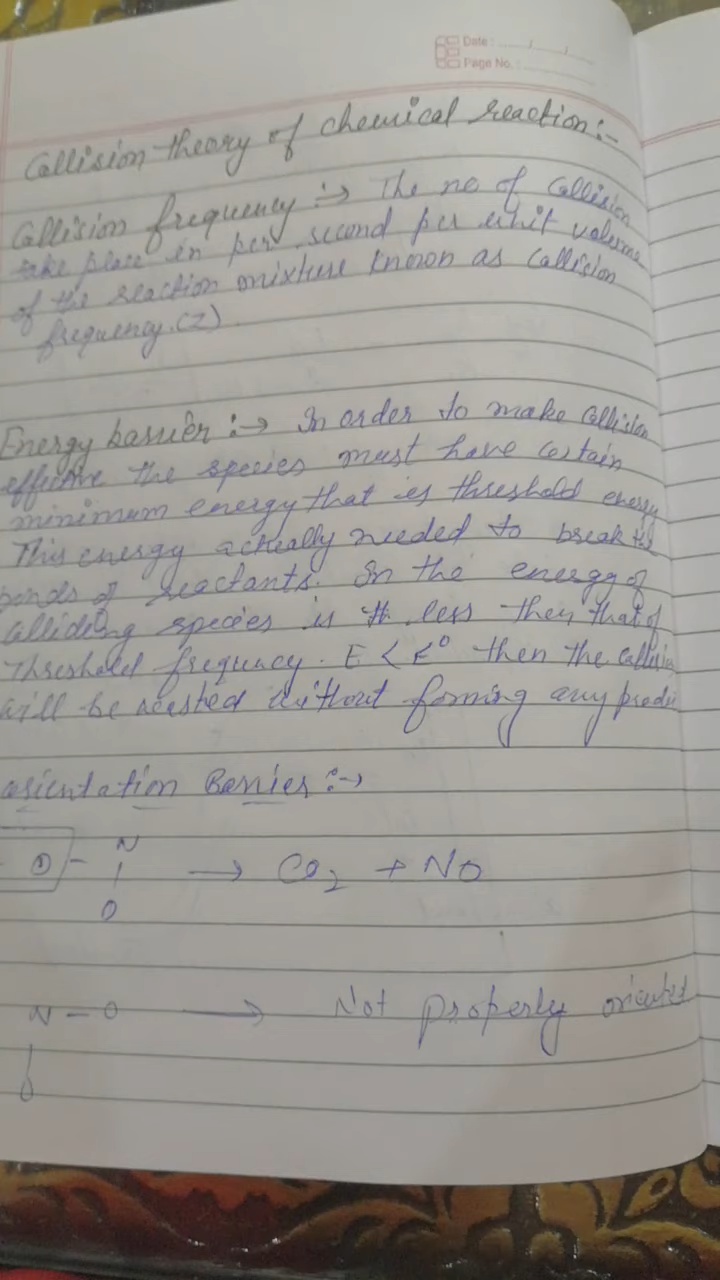 Date : ...../...../.....
Page No. : ..............
Collision theory of chemical reaction:-
Collision frequency :-> The no of Collision
take place in per second per unit volume
of the reaction mixture known as Collision
frequency.(Z)
Energy barrier :-> In order to make Collision
effective the species must have certain
minimum energy that is threshold energy
This energy actually needed to break the
bonds of reactants. In the energy of
Colliding species is less then that of
Threshold frequency. E < E° then the Collision
will be without forming any produ
orientation Barrier :->
O - N
O
-> CO2 + NO
N - O -> Not properly oriented
O